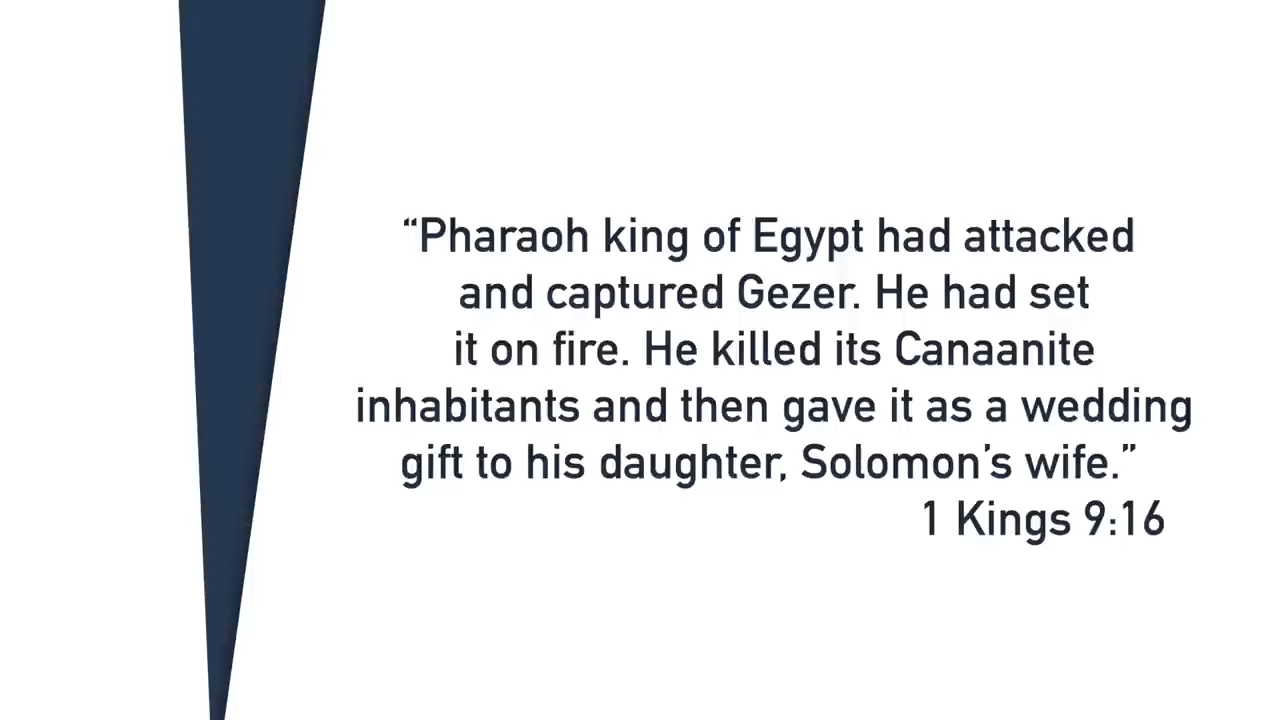 “Pharaoh king of Egypt had attacked
and captured Gezer. He had set
it on fire. He killed its Canaanite
inhabitants and then gave it as a wedding
gift to his daughter, Solomon’s wife.”
1 Kings 9:16